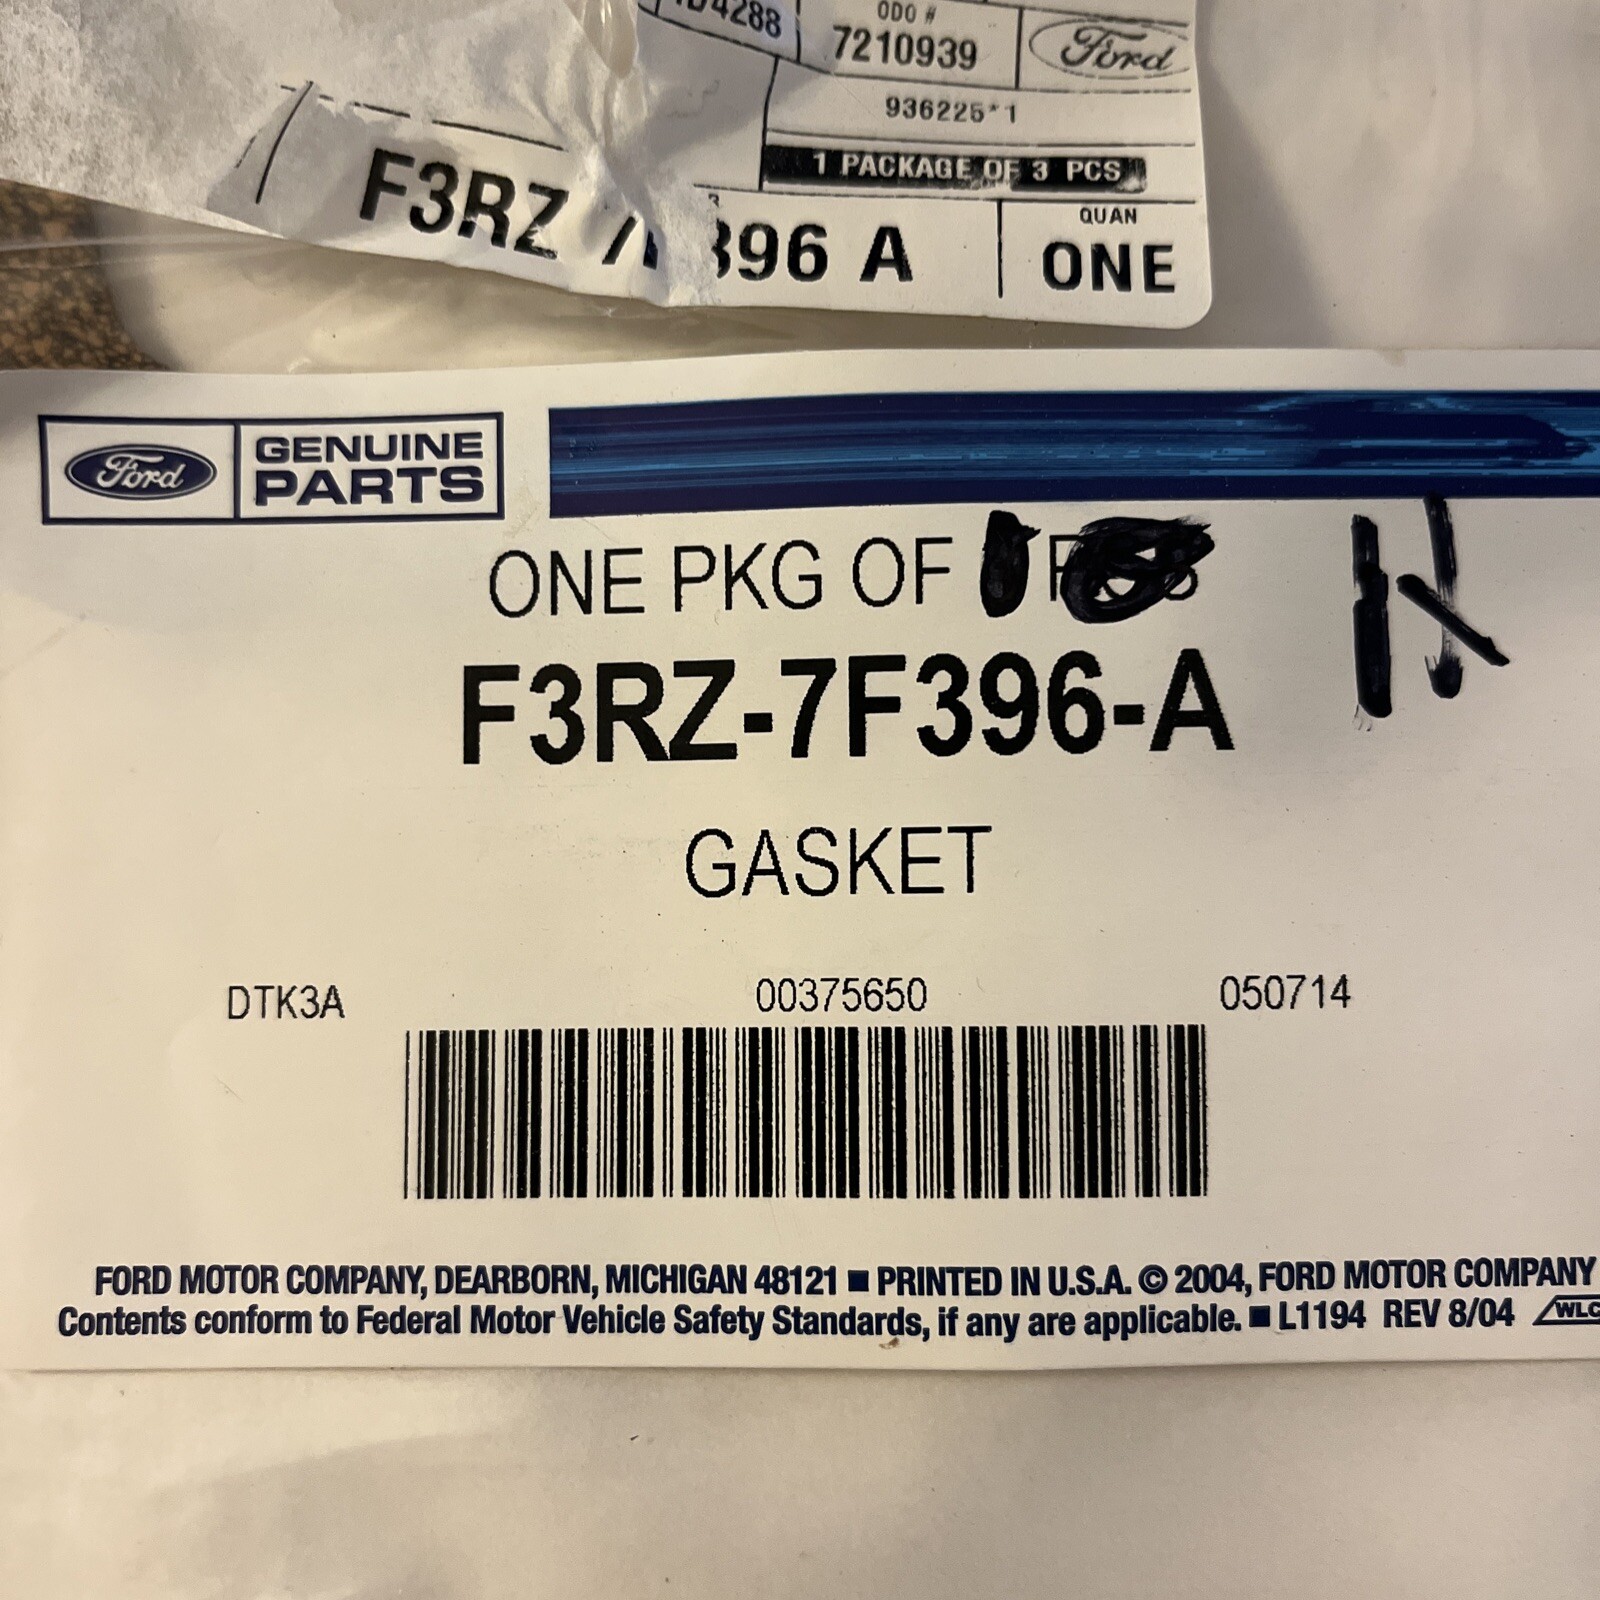 ODO #
7210939
Ford
936225*1
1 PACKAGE OF 3 PCS
F3RZ 396 A
QUAN
ONE
Ford
GENUINE
PARTS
ONE PKG OF
F3RZ-7F396-A
GASKET
DTK3A 00375650 050714
FORD MOTOR COMPANY, DEARBORN, MICHIGAN 48121 ■ PRINTED IN U.S.A. © 2004, FORD MOTOR COMPANY
Contents conform to Federal Motor Vehicle Safety Standards, if any are applicable. ■ L1194 REV 8/04 WLC